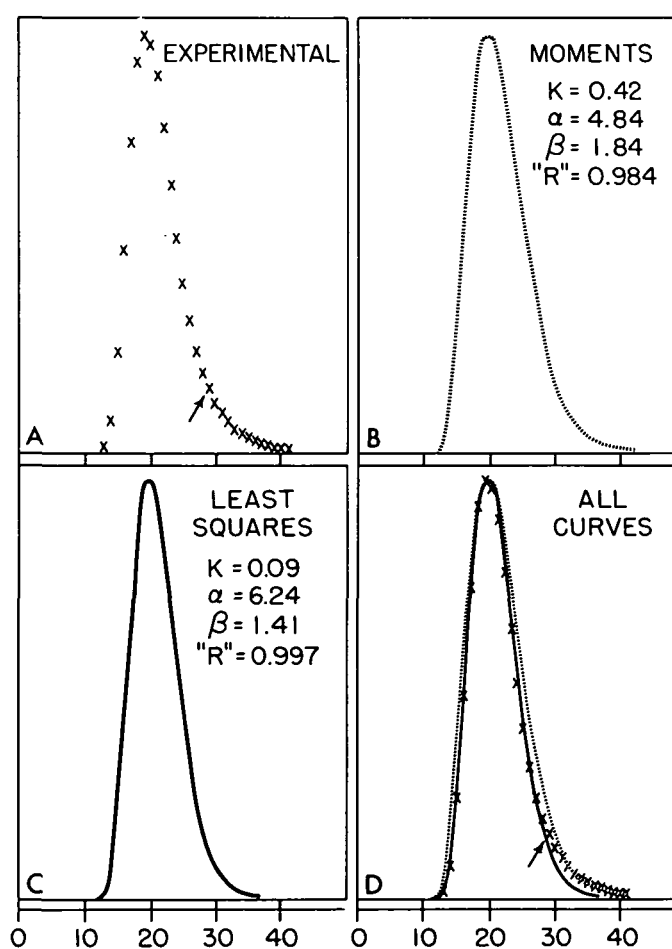 EXPERIMENTAL
A
MOMENTS
K = 0.42
α = 4.84
β = 1.84
"R" = 0.984
B
LEAST
SQUARES
K = 0.09
α = 6.24
β = 1.41
"R" = 0.997
C
ALL
CURVES
D
0 10 20 30 40
0 10 20 30 40